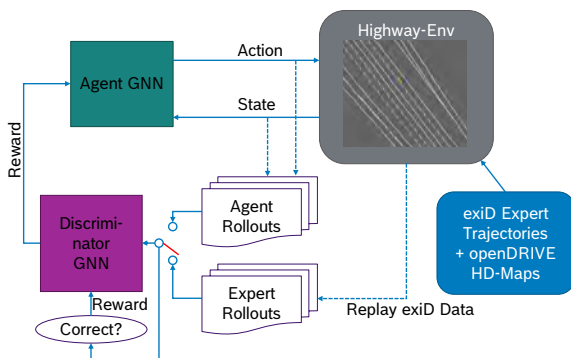 Highway-Env
Action
Agent GNN
State
Reward
Discrimi-
nator
GNN
Agent
Rollouts
exiD Expert
Trajectories
+ openDRIVE
HD-Maps
Expert
Rollouts
Reward
Replay exiD Data
Correct?